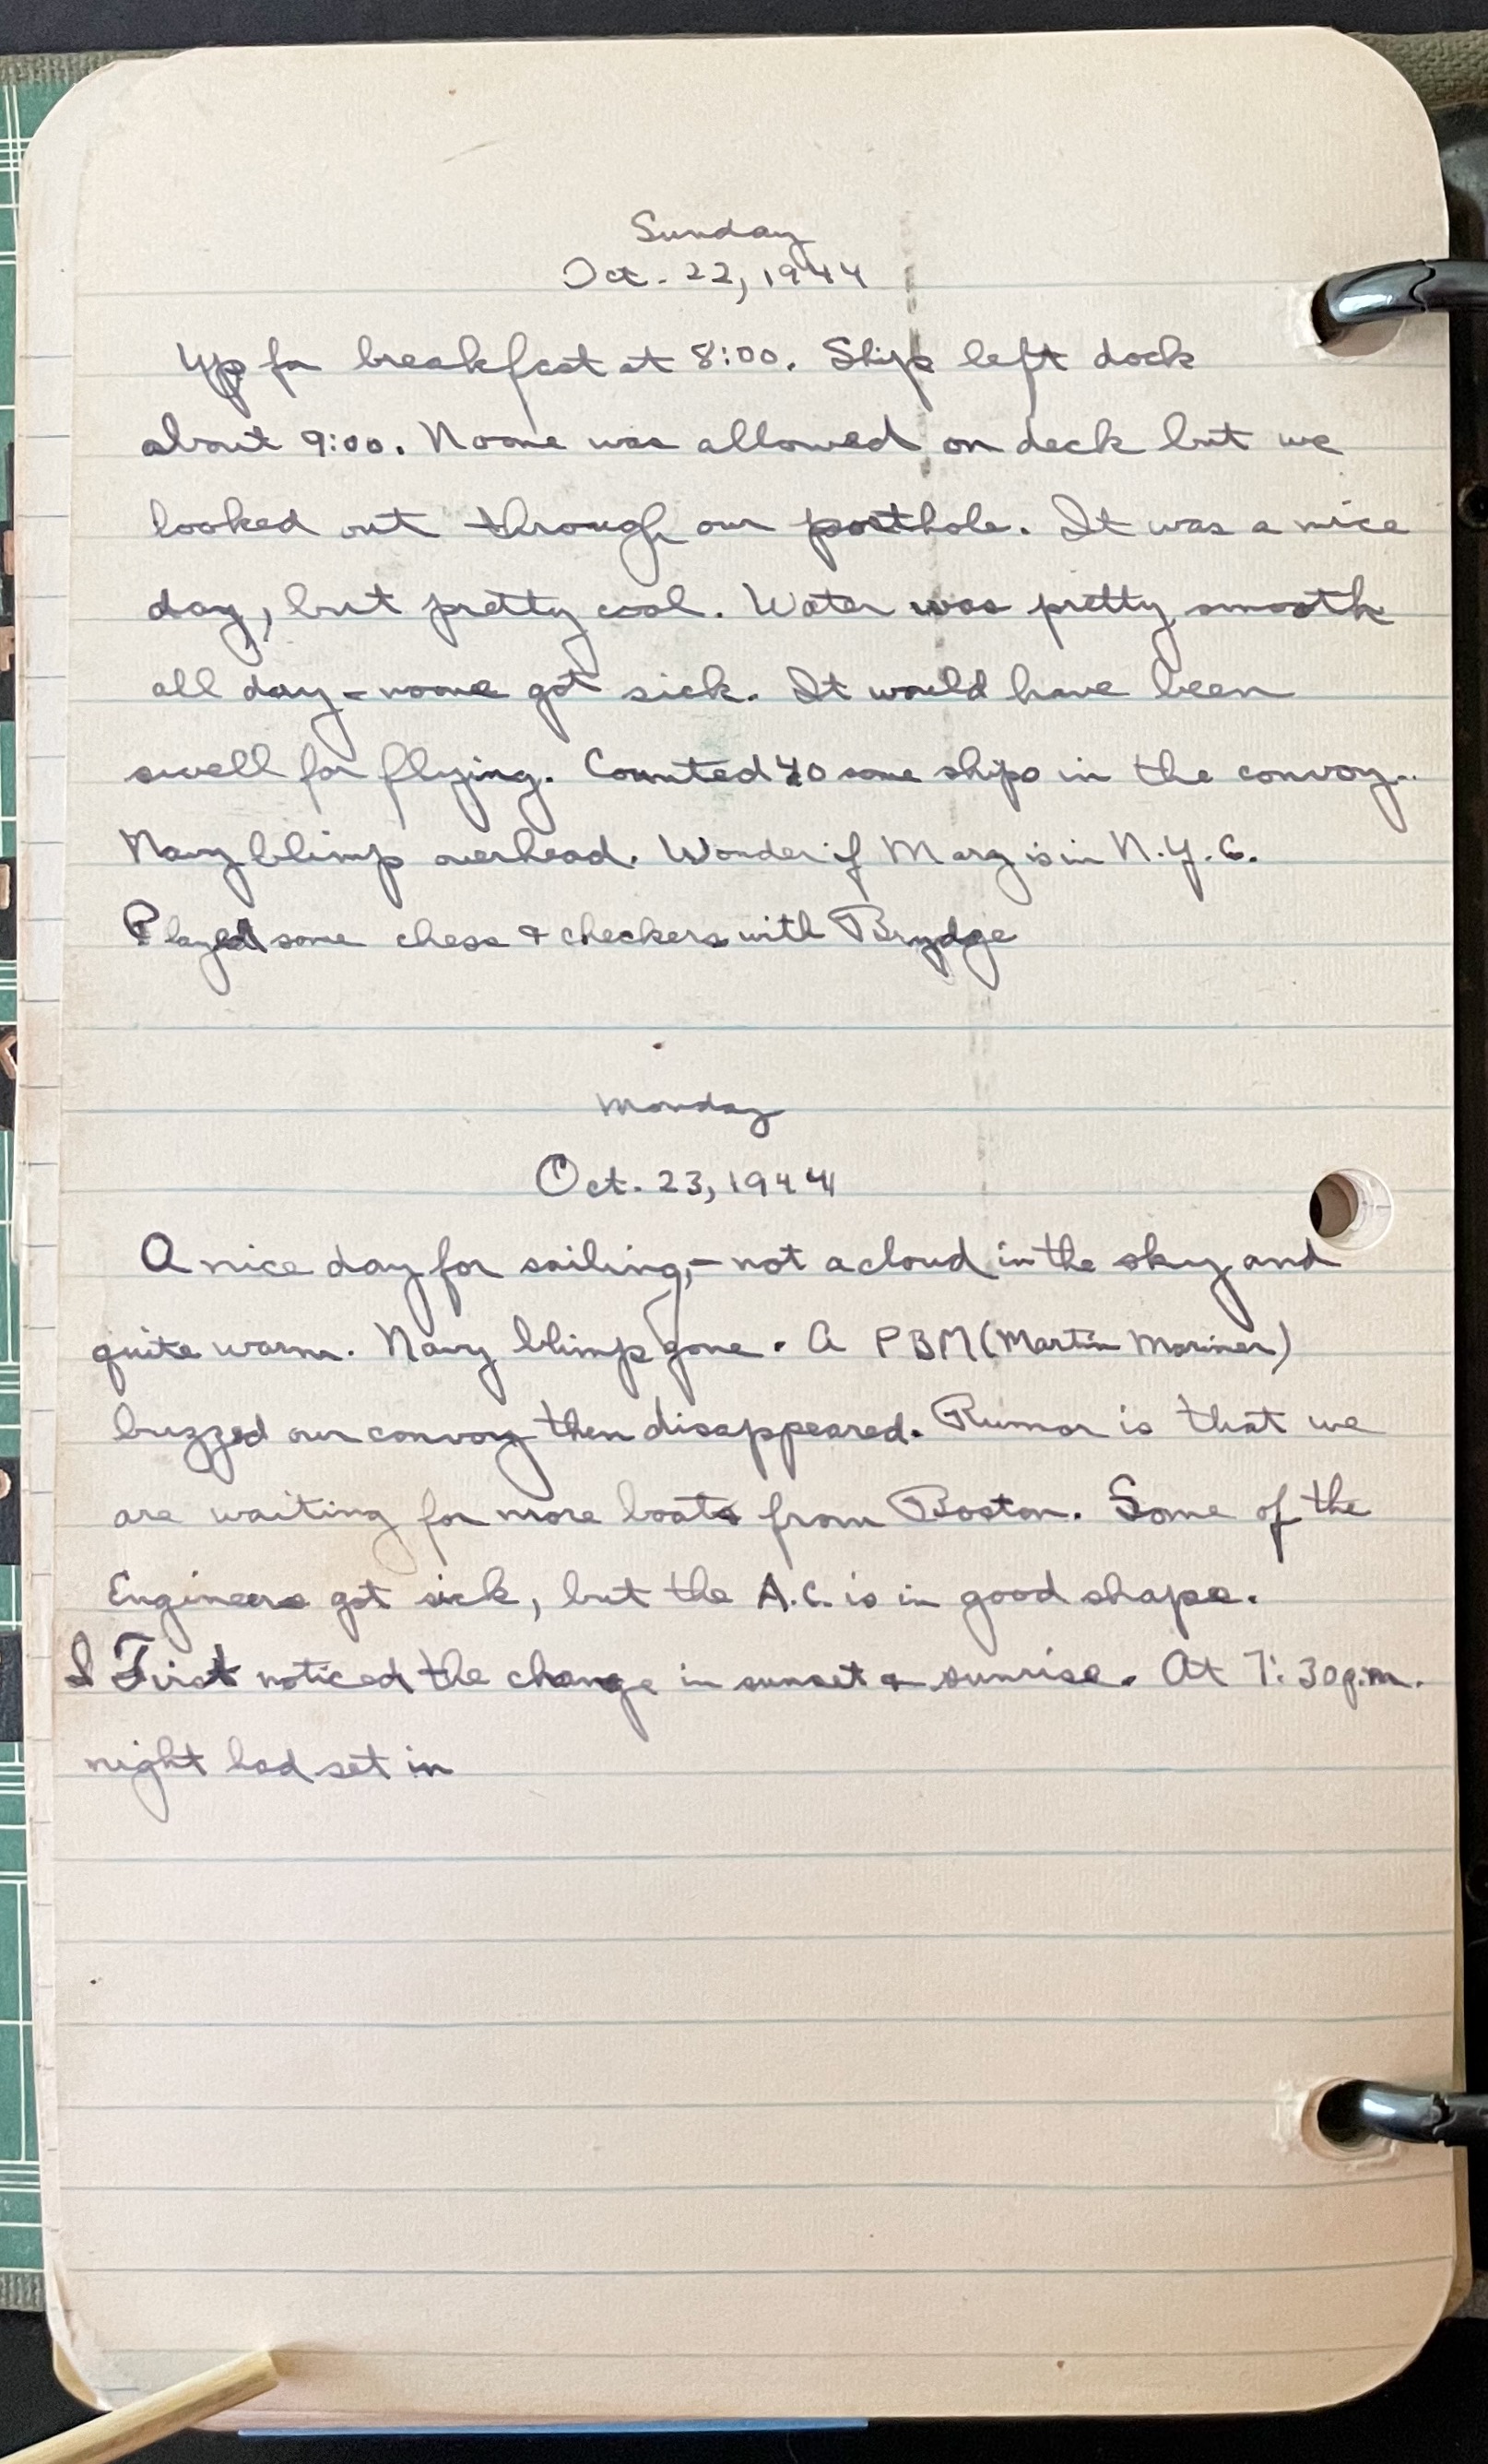 Sunday
Oct. 22, 1944
Up for breakfast at 8:00. Ship left dock
about 9:00. Noone was allowed on deck but we
looked out through our porthole. It was a nice
day, but pretty cool. Water was pretty smooth
all day - noone got sick. It would have been
swell for flying. Counted 40 some ships in the convoy..
Navy blimp overhead. Wonder if Marg is in N.Y.C.
Played some chess & checkers with Brydge
Monday
Oct. 23, 1944
A nice day for sailing, - not a cloud in the sky and
quite warm. Navy blimp gone. A PBM (Martin Mariner)
buzzed our convoy then disappeared. Rumor is that we
are waiting for more boats from Boston. Some of the
Engineers got sick, but the A.C. is in good shape.
I First noticed the change in sunset & sunrise. At 7:30 p.m.
night had set in